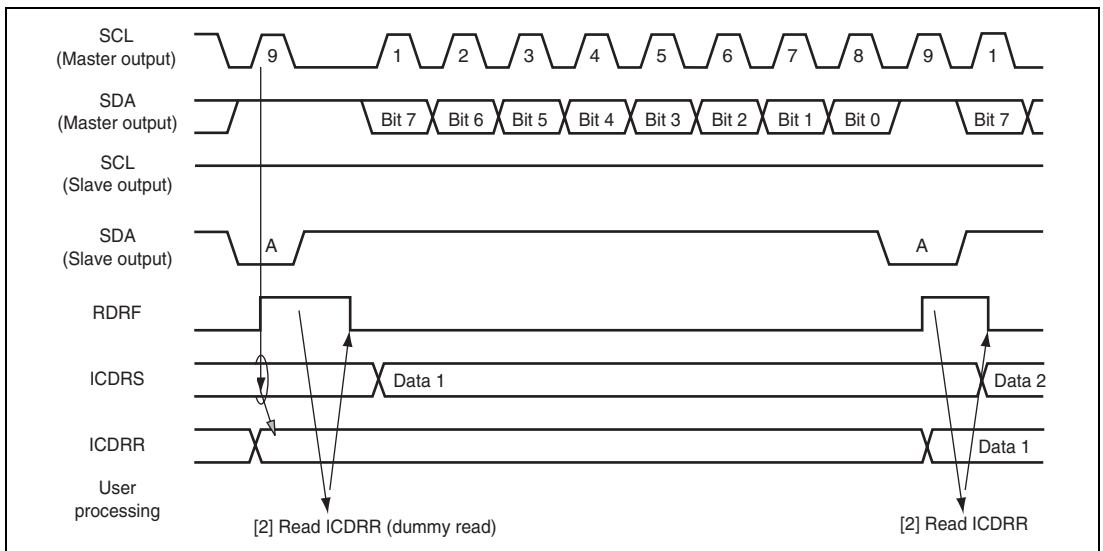 SCL
(Master output)
9 1 2 3 4 5 6 7 8 9 1
SDA
(Master output)
Bit 7 Bit 6 Bit 5 Bit 4 Bit 3 Bit 2 Bit 1 Bit 0 Bit 7
SCL
(Slave output)
SDA
(Slave output)
A A
RDRF
ICDRS
Data 1 Data 2
ICDRR
Data 1
User
processing
[2] Read ICDRR (dummy read) [2] Read ICDRR